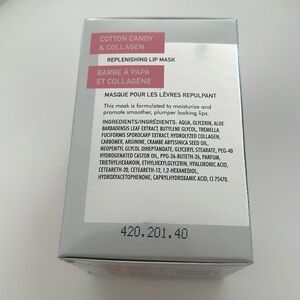 COTTON CANDY
& COLLAGEN
REPLENISHING LIP MASK
BARBE À PAPA
ET COLLAGÈNE
MASQUE POUR LES LÈVRES REPULPANT
This mask is formulated to moisturize and
promote smoother, plumper looking lips.
INGREDIENTS/INGRÉDIENTS: AQUA, GLYCERIN, ALOE
BARBADENSIS LEAF EXTRACT, BUTYLENE GLYCOL, TREMELLA
FUCIFORMIS SPOROCARP EXTRACT, HYDROLYZED COLLAGEN,
CARBOMER, ARGININE, CRAMBE ABYSSINICA SEED OIL,
NEOPENTYL GLYCOL DIHEPTANOATE, GLYCERYL STEARATE, PEG-40
HYDROGENATED CASTOR OIL, PPG-26-BUTETH-26, PARFUM,
TRIETHYLHEXANOIN, ETHYLHEXYLGLYCERIN, HYALURONIC ACID,
CETEARETH-20, CETEARETH-12, 1,2-HEXANEDIOL,
HYDROXYACETOPHENONE, CAPRYLHYDROXAMIC ACID, CI 75470.
420.201.40